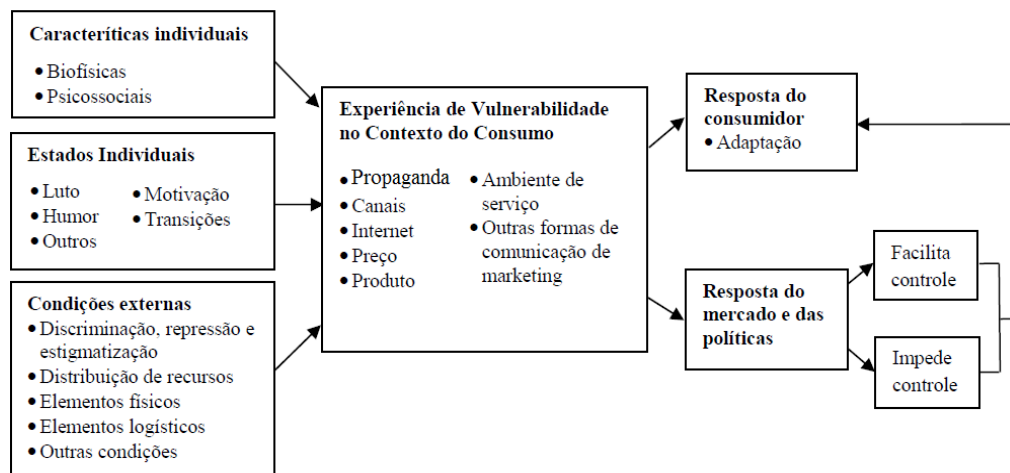 Carateríticas individuais
• Biofísicas
• Psicossociais
Estados Individuais
• Luto
• Humor
• Outros
• Motivação
• Transições
Condições externas
• Discriminação, repressão e
estigmatização
• Distribuição de recursos
• Elementos físicos
• Elementos logísticos
• Outras condições
Experiência de Vulnerabilidade
no Contexto do Consumo
• Propaganda
• Canais
• Internet
• Preço
• Produto
• Ambiente de
serviço
• Outras formas de
comunicação de
marketing
Resposta do
consumidor
• Adaptação
Resposta do
mercado e das
políticas
Facilita
controle
Impede
controle